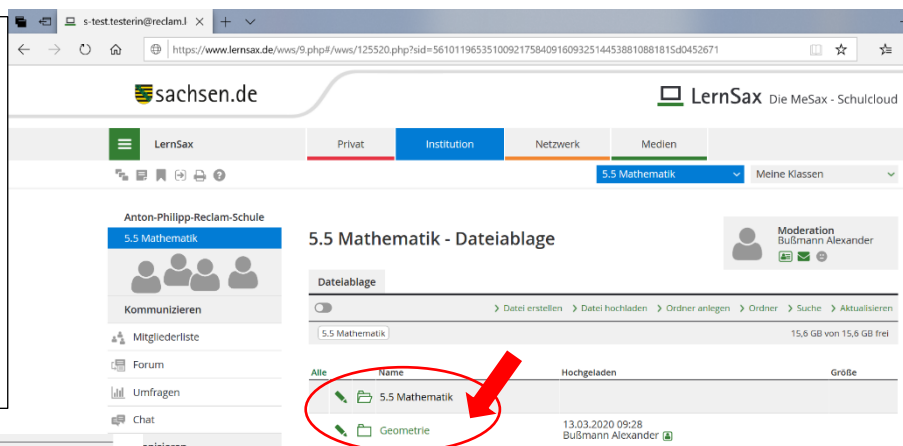 s-test.testerin@reclam.l
https://www.lernsax.de/wws/9.php#/wws/125520.php?sid=56101196535100921758409160932514453881088181Sd0452671
sachsen.de
LernSax Die MeSax - Schulcloud
LernSax Privat Institution Netzwerk Medien
5.5 Mathematik Meine Klassen
Anton-Philipp-Reclam-Schule
5.5 Mathematik
5.5 Mathematik - Dateiablage
Moderation
Bußmann Alexander
Dateiablage
Kommunizieren
Datei erstellen Datei hochladen Ordner anlegen Ordner Suche Aktualisieren
Mitgliederliste
5.5 Mathematik 15,6 GB von 15,6 GB frei
Forum
Alle Name Hochgeladen Größe
Umfragen
5.5 Mathematik
Chat
Geometrie 13.03.2020 09:28
Bußmann Alexander